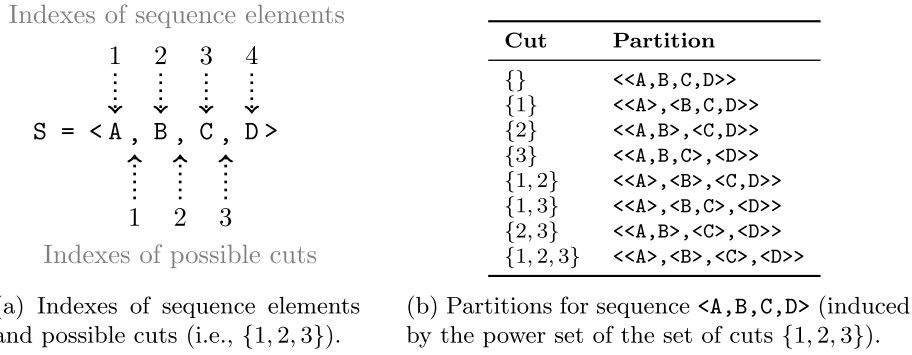 Indexes of sequence elements
1 2 3 4
S = <A, B, C, D>
1 2 3
Indexes of possible cuts
(a) Indexes of sequence elements
and possible cuts (i.e., {1, 2, 3}).
Cut Partition
{} <<A,B,C,D>>
{1} <<A>,<B,C,D>>
{2} <<A,B>,<C,D>>
{3} <<A,B,C>,<D>>
{1, 2} <<A>,<B>,<C,D>>
{1, 3} <<A>,<B,C>,<D>>
{2, 3} <<A,B>,<C>,<D>>
{1, 2, 3} <<A>,<B>,<C>,<D>>
(b) Partitions for sequence <A,B,C,D> (induced
by the power set of the set of cuts {1, 2, 3}).